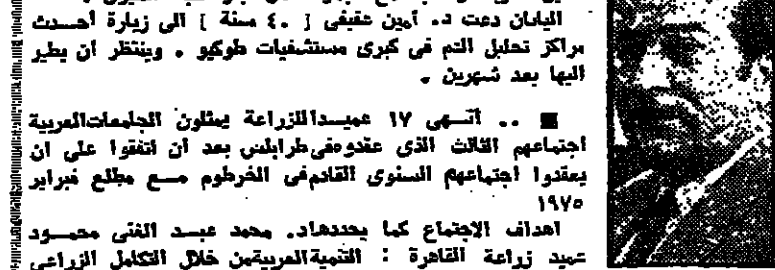 اليابان دعت د. أمين عفيفى [ ٤٠ سنة ] الى زيارة أحدث
مراكز تحليل الدم فى كبرى مستشفيات طوكيو . وينتظر ان يطير
اليها بعد شهرين .
■ .. أنتهى ١٧ عميدا للزراعة يمثلون الجامعات العربية
اجتماعهم الثالث الذى عقدوه فى طرابلس بعد ان اتفقوا على ان
يعقدوا اجتماعهم السنوى القادم فى الخرطوم مع مطلع فبراير
١٩٧٥
اهداف الاجتماع كما يحددها د. محمد عبد الغنى محمود
عميد زراعة القاهرة : التنمية العربية من خلال التكامل الزراعى